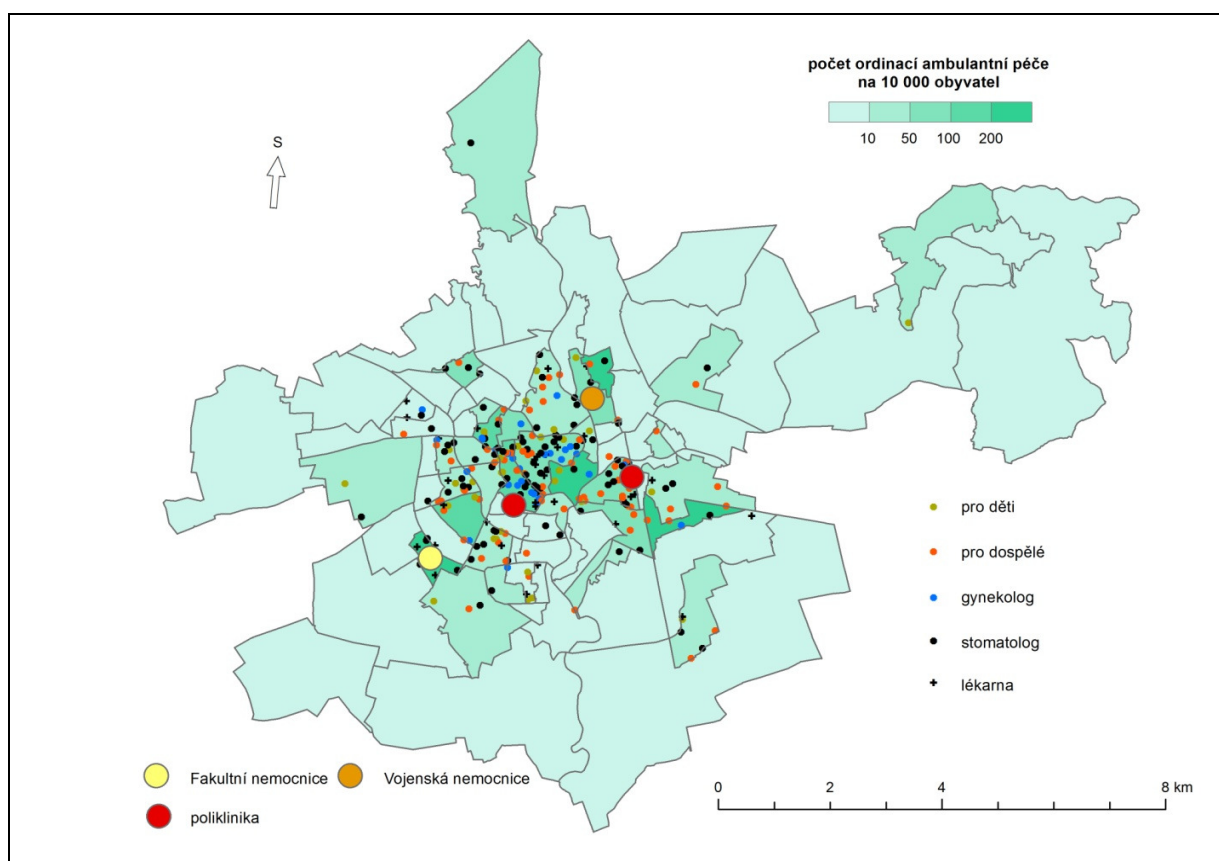 počet ordinací ambulantní péče
na 10 000 obyvatel
10 50 100 200
S
pro děti
pro dospělé
gynekolog
stomatolog
lékarna
Fakultní nemocnice
Vojenská nemocnice
poliklinika
0 2 4 6 8 km